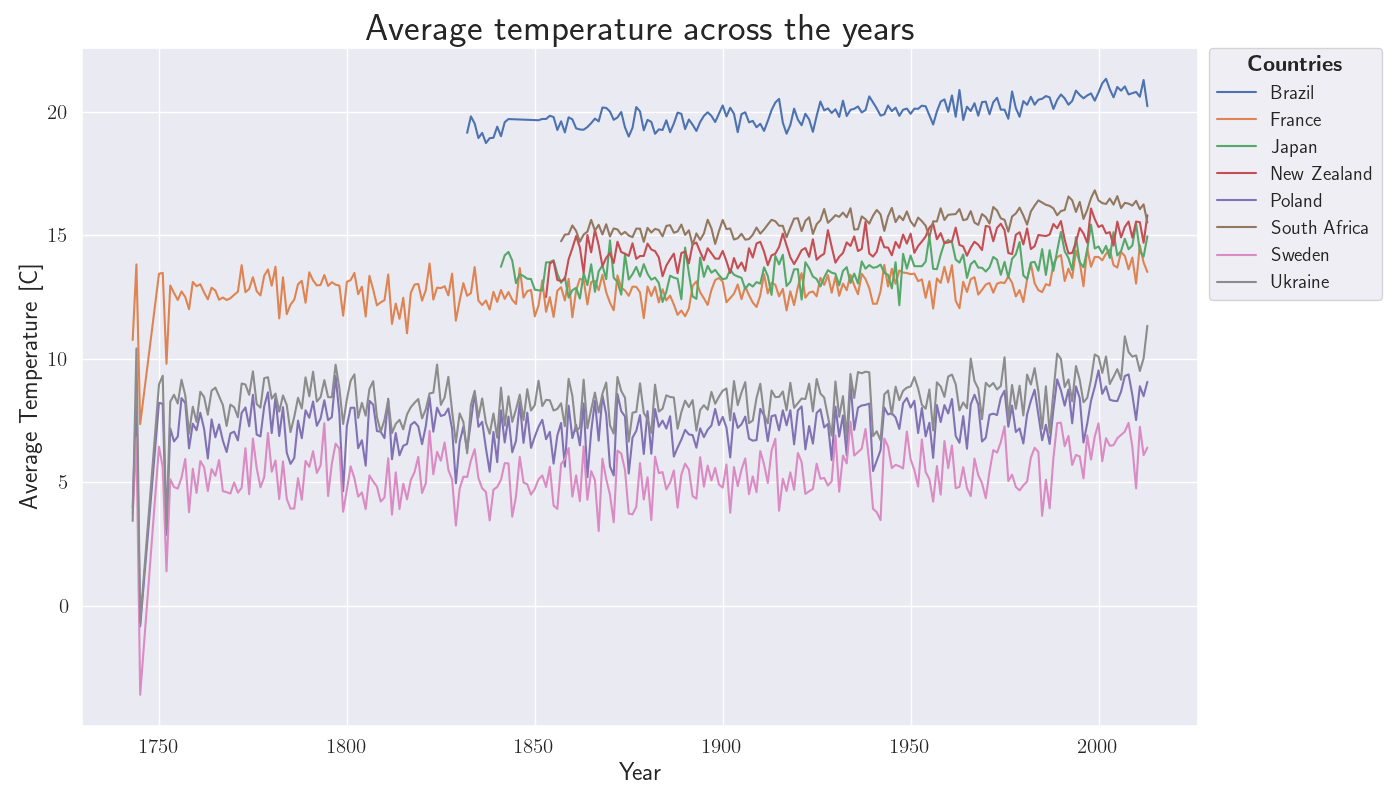 Average temperature across the years
Average Temperature [C]
20
15
10
5
0
1750
1800
1850
1900
1950
2000
Year
Countries
Brazil
France
Japan
New Zealand
Poland
South Africa
Sweden
Ukraine